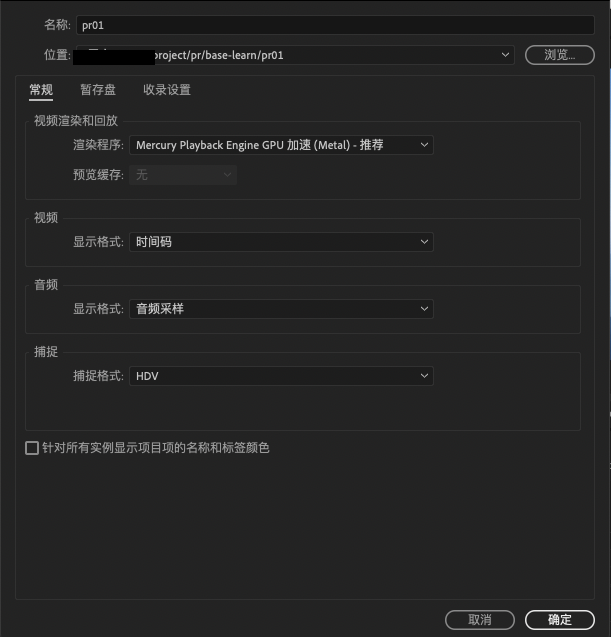 名称: pr01
位置: project/pr/base-learn/pr01 浏览...
常规 暂存盘 收录设置
视频渲染和回放
渲染程序: Mercury Playback Engine GPU 加速 (Metal) - 推荐
预览缓存: 无
视频
显示格式: 时间码
音频
显示格式: 音频采样
捕捉
捕捉格式: HDV
针对所有实例显示项目项的名称和标签颜色
取消 确定